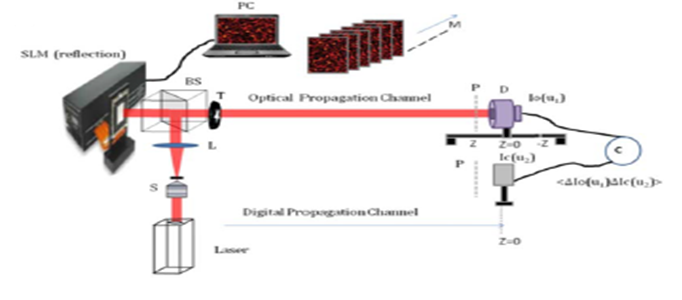 PC
M
SLM (reflection)
BS
T
Optical Propagation Channel
P
D
Io(u₁)
L
Z
Z=0
-Z
C
Ic(u₂)
P
S
<ΔIo(u₁)ΔIc(u₂)>
Digital Propagation Channel
Z=0
Laser